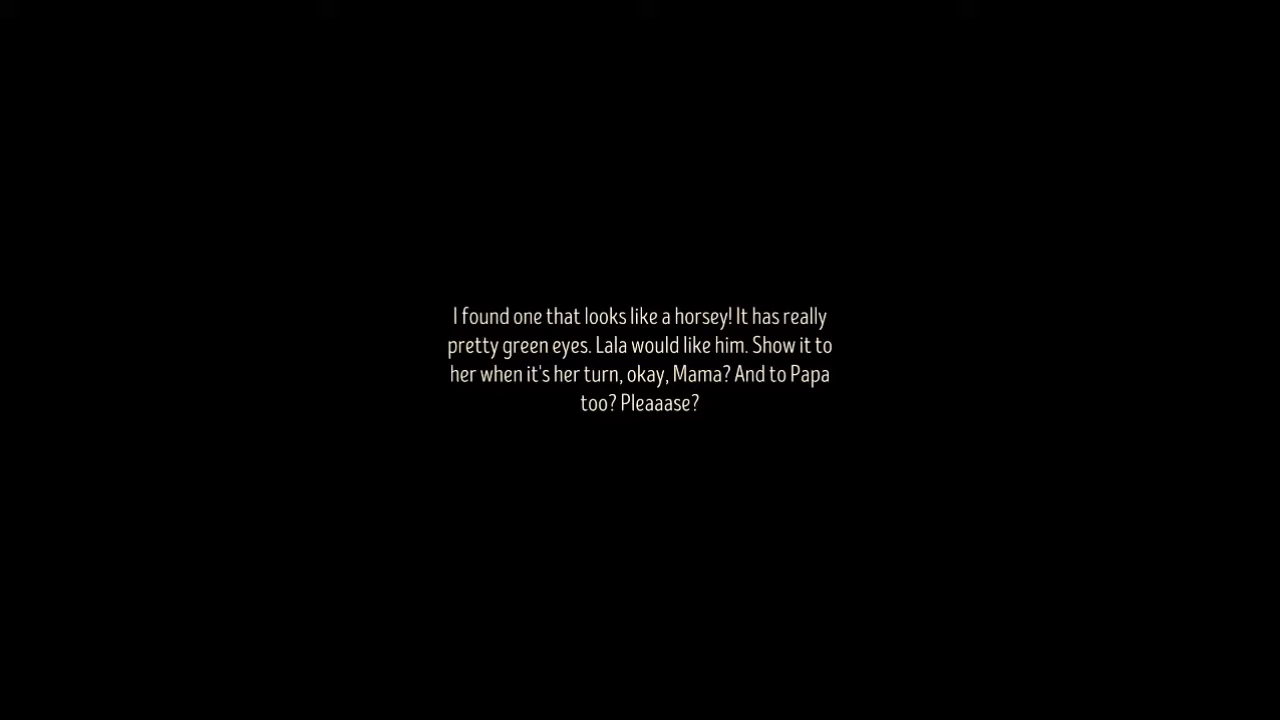 I found one that looks like a horsey! It has really
pretty green eyes. Lala would like him. Show it to
her when it's her turn, okay, Mama? And to Papa
too? Pleaaase?